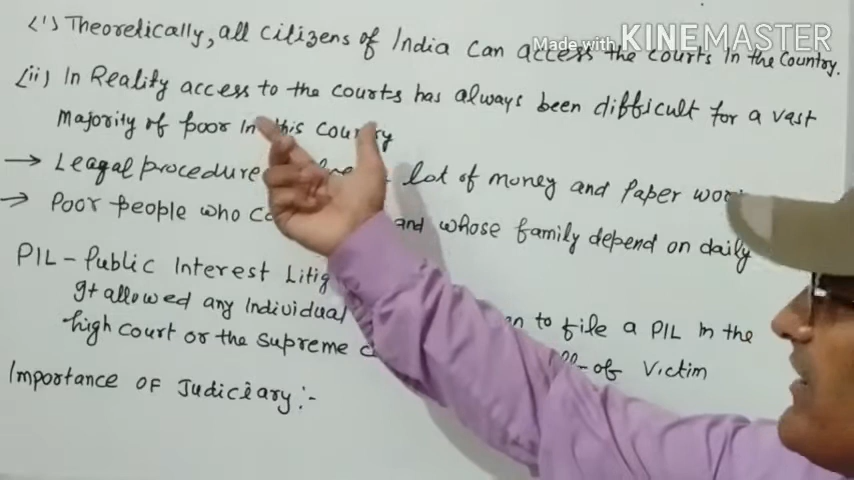 (i) Theoretically, all citizens of India can access the courts in the country.
Made with KINEMASTER
(ii) In Reality access to the courts has always been difficult for a vast
Majority of poor in this country
→ Leagal procedure lot of money and Paper
→ Poor people who and whose family depend on daily
PIL - Public Interest
It allowed any Individual to file a PIL in the
high court or the supreme of Victim
Importance of Judiciary :-